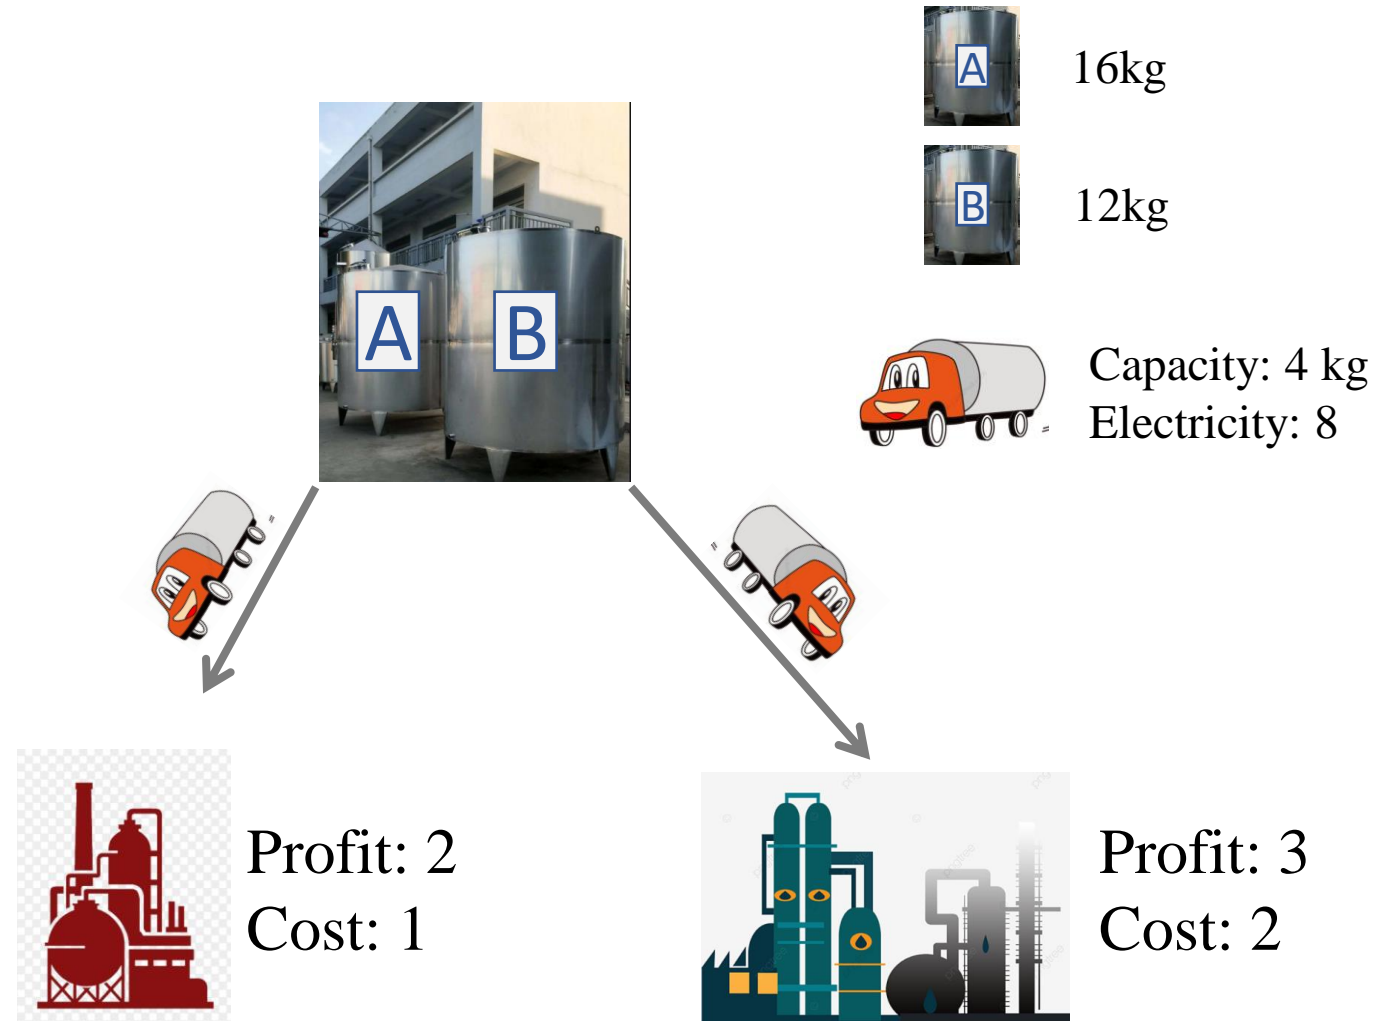 A
16kg
B
12kg
A B
Capacity: 4 kg
Electricity: 8
Profit: 2
Cost: 1
Profit: 3
Cost: 2